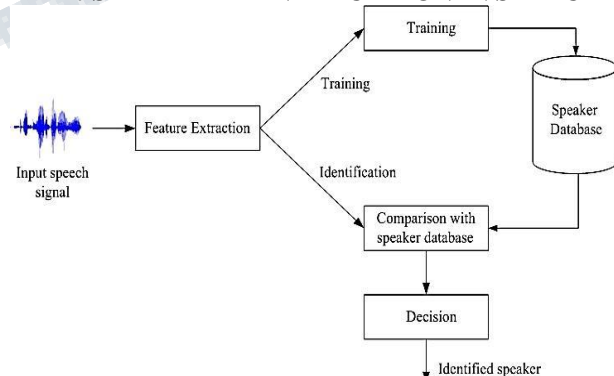 Training
Training
Feature Extraction
Speaker
Database
Input speech
signal
Identification
Comparison with
speaker database
Decision
Identified speaker